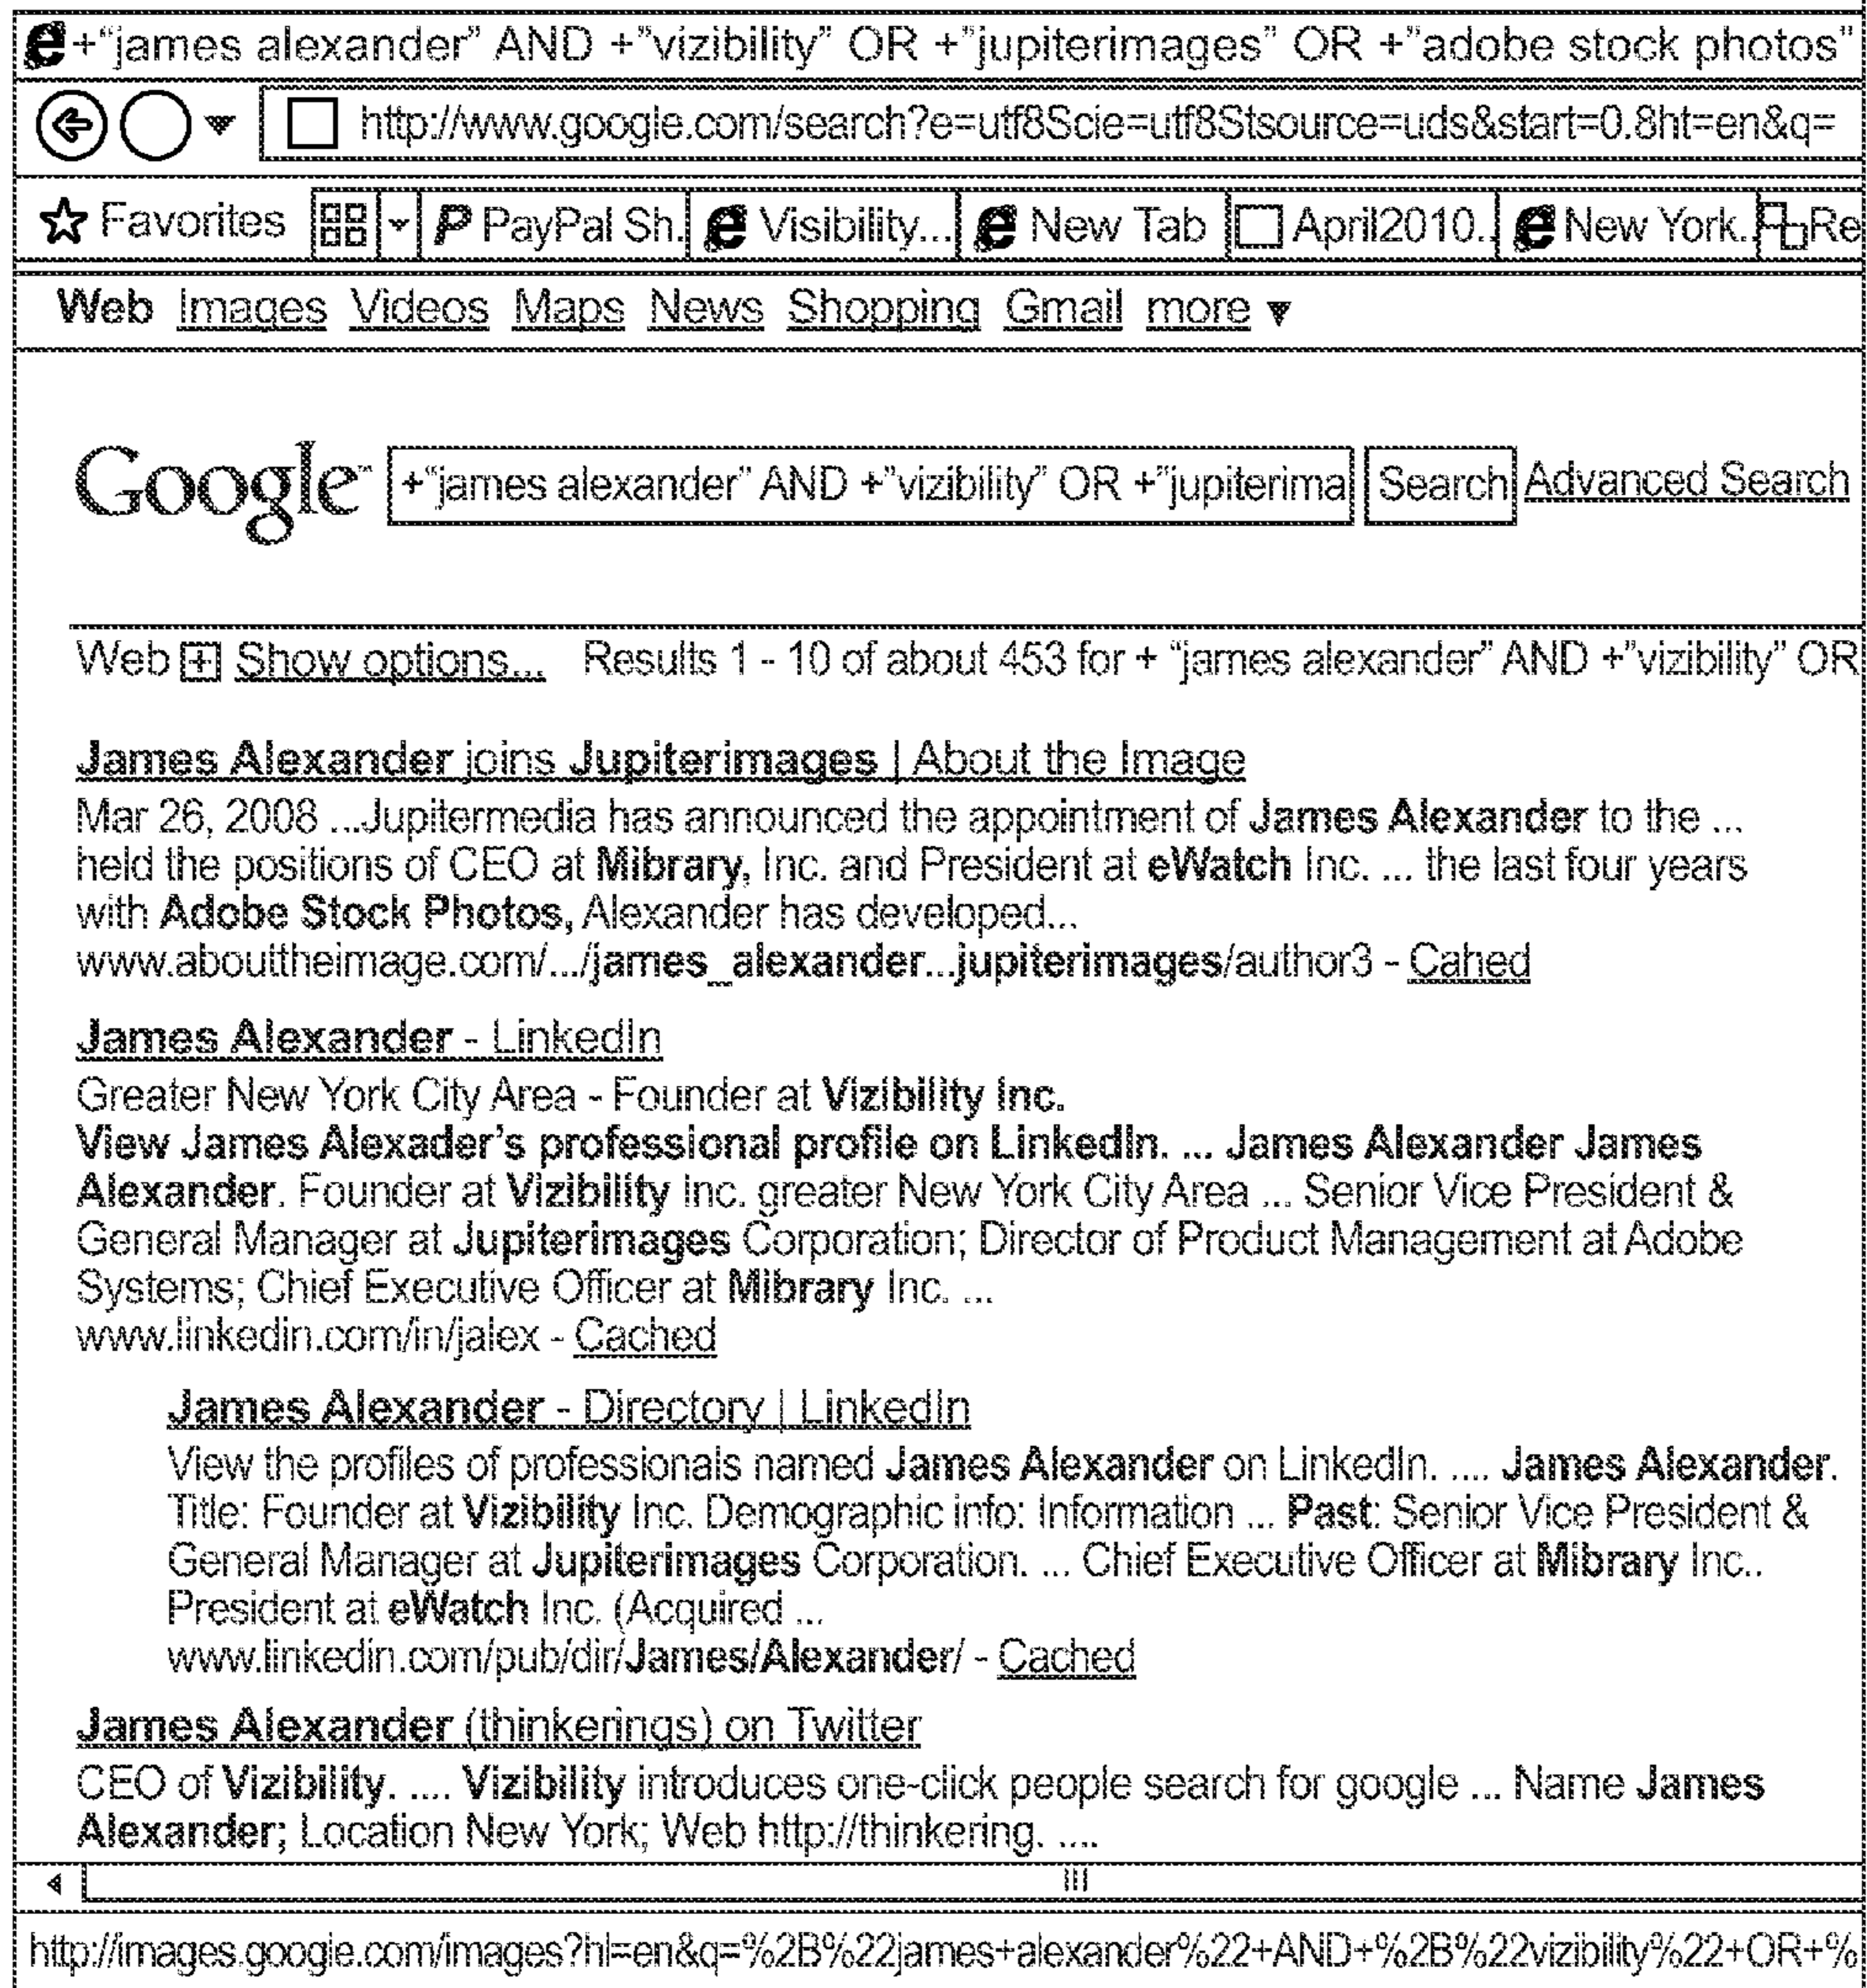 +"james alexander" AND +"vizibility" OR +"jupiterimages" OR +"adobe stock photos"
http://www.google.com/search?e=utf8Scie=utf8Stsource=uds&start=0.8ht=en&q=
Favorites P PayPal Sh. Visibility... New Tab April2010.. New York.. Re
Web Images Videos Maps News Shopping Gmail more
Google™ +"james alexander" AND +"vizibility" OR +"jupiterima Search Advanced Search
Web + Show options... Results 1 - 10 of about 453 for + "james alexander" AND +"vizibility" OR
James Alexander joins Jupiterimages | About the Image
Mar 26, 2008 ...Jupitermedia has announced the appointment of James Alexander to the ...
held the positions of CEO at Mibrary, Inc. and President at eWatch Inc. ... the last four years
with Adobe Stock Photos, Alexander has developed...
www.abouttheimage.com/.../james_alexander...jupiterimages/author3 - Cahed
James Alexander - LinkedIn
Greater New York City Area - Founder at Vizibility Inc.
View James Alexader's professional profile on LinkedIn. ... James Alexander James
Alexander. Founder at Vizibility Inc. greater New York City Area ... Senior Vice President &
General Manager at Jupiterimages Corporation; Director of Product Management at Adobe
Systems; Chief Executive Officer at Mibrary Inc. ...
www.linkedin.com/in/jalex - Cached
James Alexander - Directory | LinkedIn
View the profiles of professionals named James Alexander on LinkedIn. .... James Alexander.
Title: Founder at Vizibility Inc. Demographic info: Information ... Past: Senior Vice President &
General Manager at Jupiterimages Corporation. ... Chief Executive Officer at Mibrary Inc..
President at eWatch Inc. (Acquired ...
www.linkedin.com/pub/dir/James/Alexander/ - Cached
James Alexander (thinkerings) on Twitter
CEO of Vizibility. .... Vizibility introduces one-click people search for google ... Name James
Alexander; Location New York; Web http://thinkering. ....
http://images.google.com/images?hl=en&q=%2B%22james+alexander%22+AND+%2B%22vizibility%22+OR+%